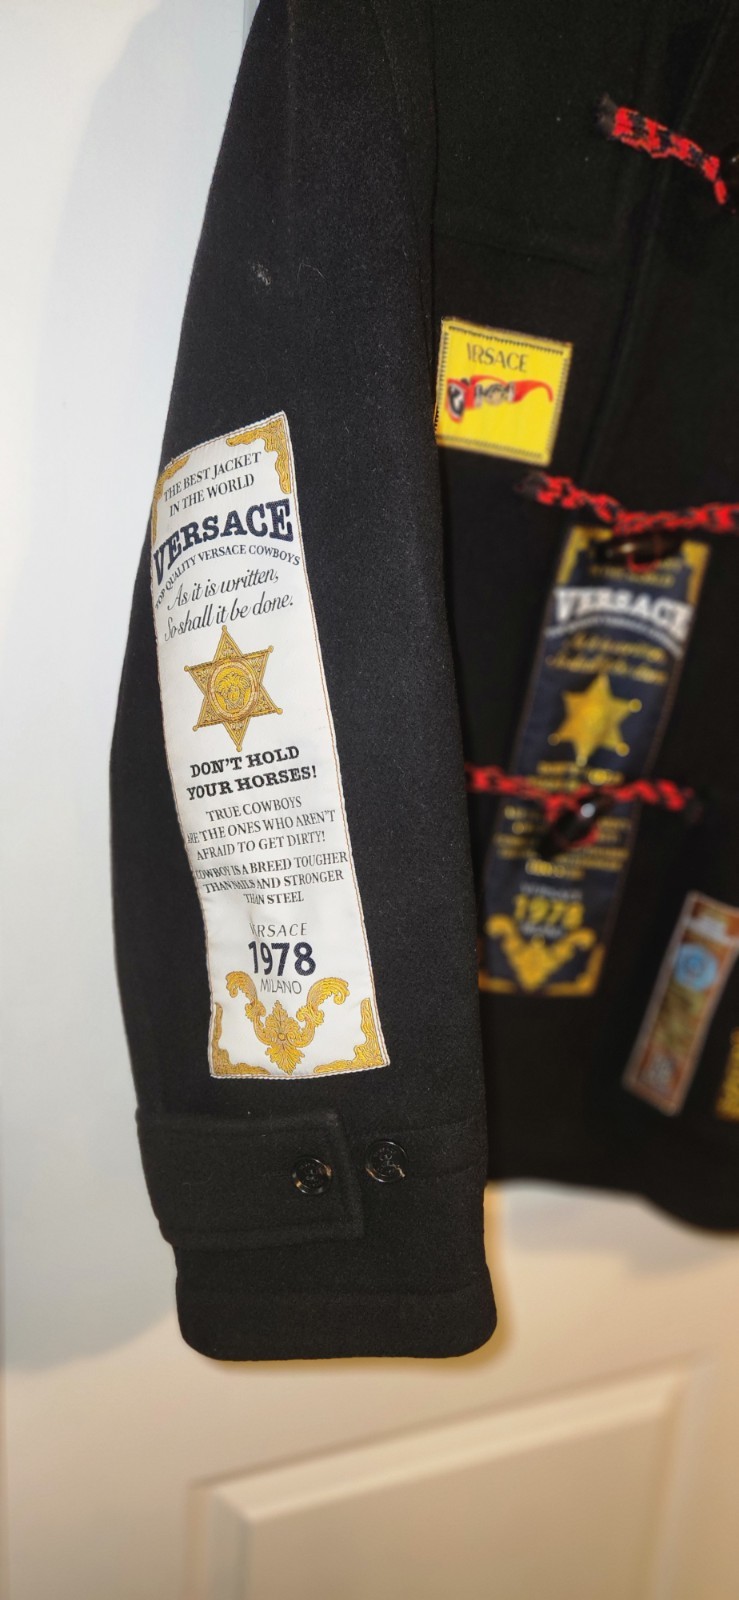 THE BEST JACKET
IN THE WORLD
VERSACE
TOP QUALITY VERSACE COWBOYS
As it is written,
So shall it be done.
DON'T HOLD
YOUR HORSES!
TRUE COWBOYS
ARE THE ONES WHO AREN'T
AFRAID TO GET DIRTY!
COWBOY IS A BREED TOUGHER
THAN NAILS AND STRONGER
THAN STEEL
VERSACE
1978
MILANO
VERSACE
VERSACE
1978